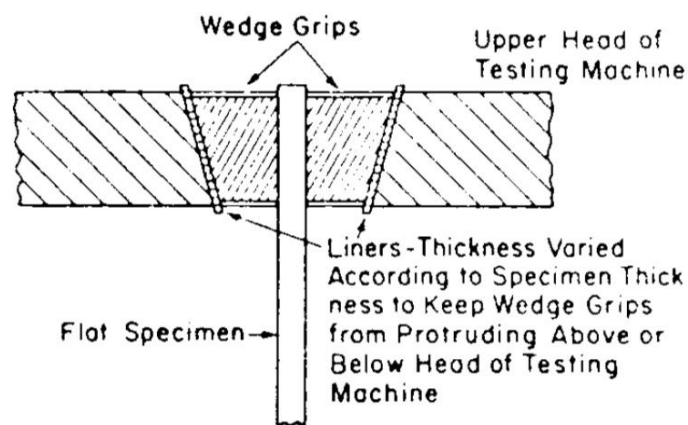 Wedge Grips
Upper Head of
Testing Machine
Liners-Thickness Varied
According to Specimen Thick
ness to Keep Wedge Grips
from Protruding Above or
Below Head of Testing
Machine
Flat Specimen